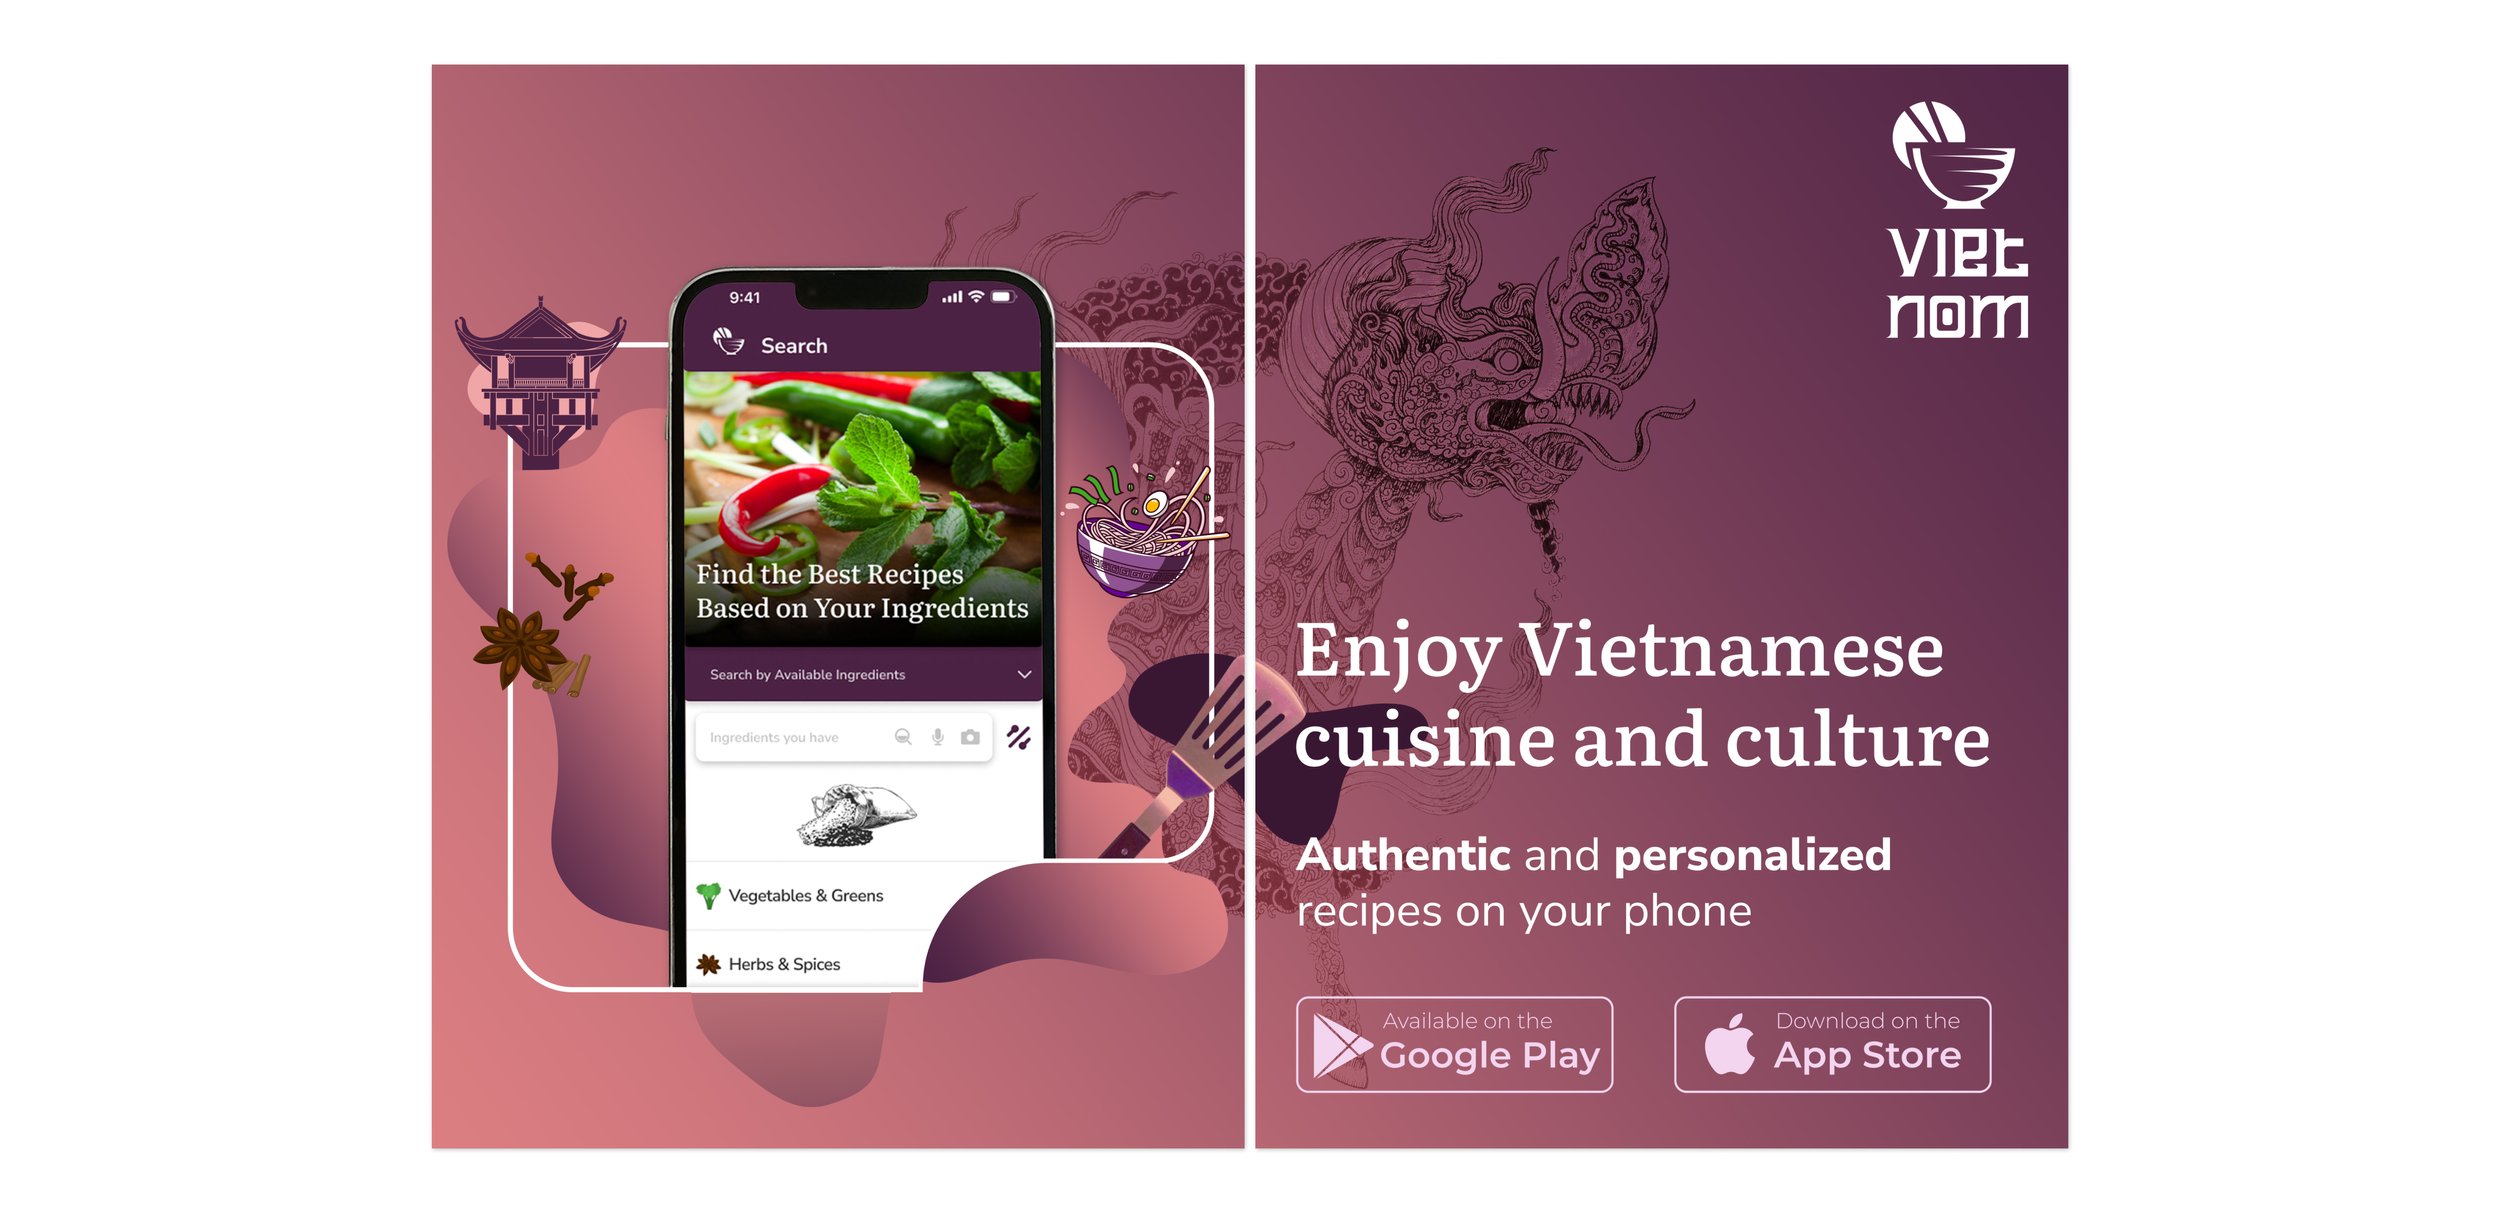 9:41
Search
Find the Best Recipes
Based on Your Ingredients
Search by Available Ingredients
Ingredients you have
Vegetables & Greens
Herbs & Spices
viet
nom
Enjoy Vietnamese
cuisine and culture
Authentic and personalized
recipes on your phone
Available on the
Google Play
Download on the
App Store